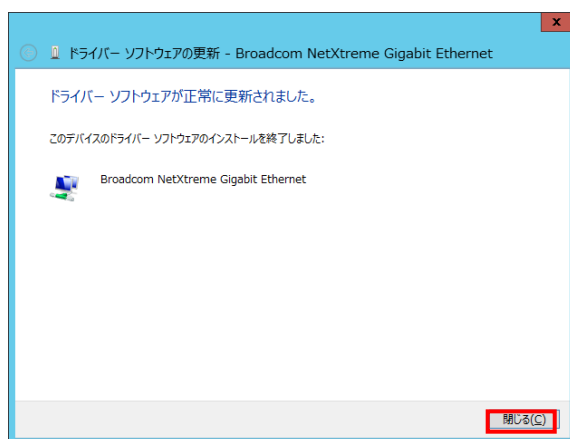 x
ドライバー ソフトウェアの更新 - Broadcom NetXtreme Gigabit Ethernet
ドライバー ソフトウェアが正常に更新されました。
このデバイスのドライバー ソフトウェアのインストールを終了しました:
Broadcom NetXtreme Gigabit Ethernet
閉じる(C)